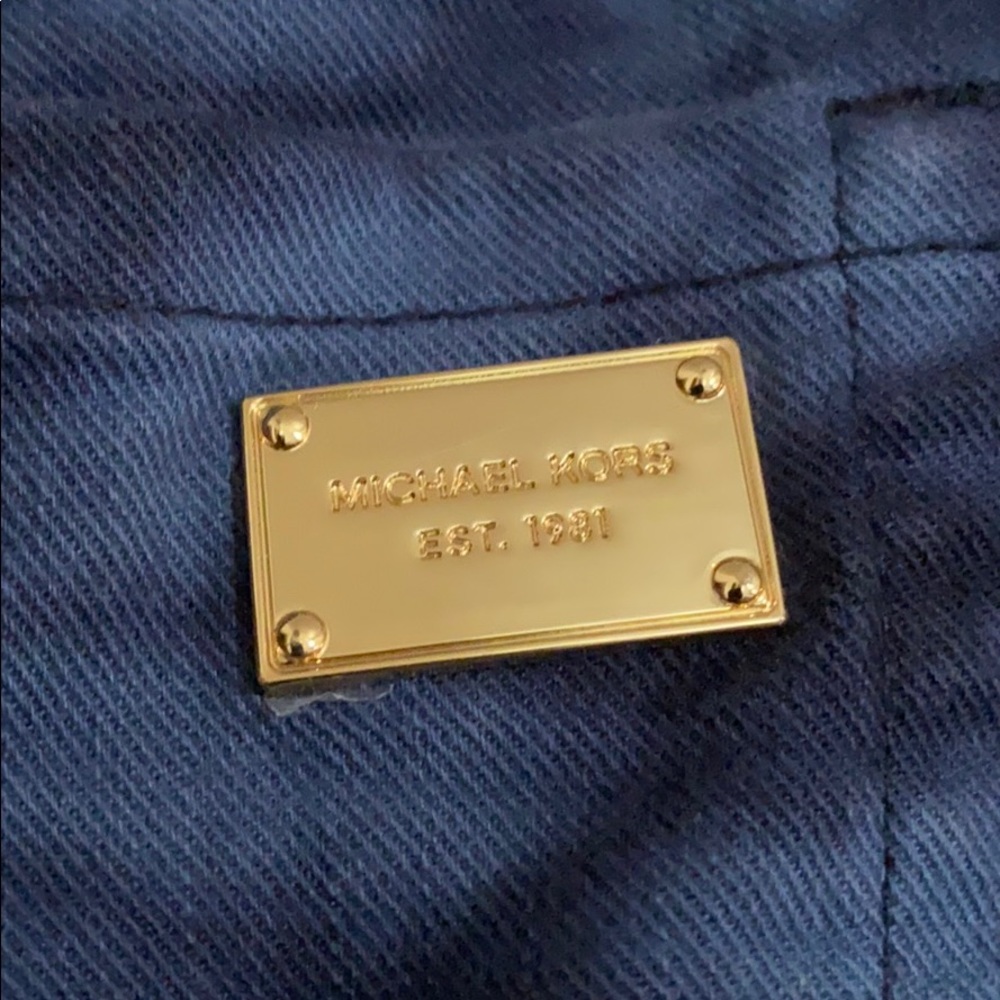 MICHAEL KORS
EST. 1981